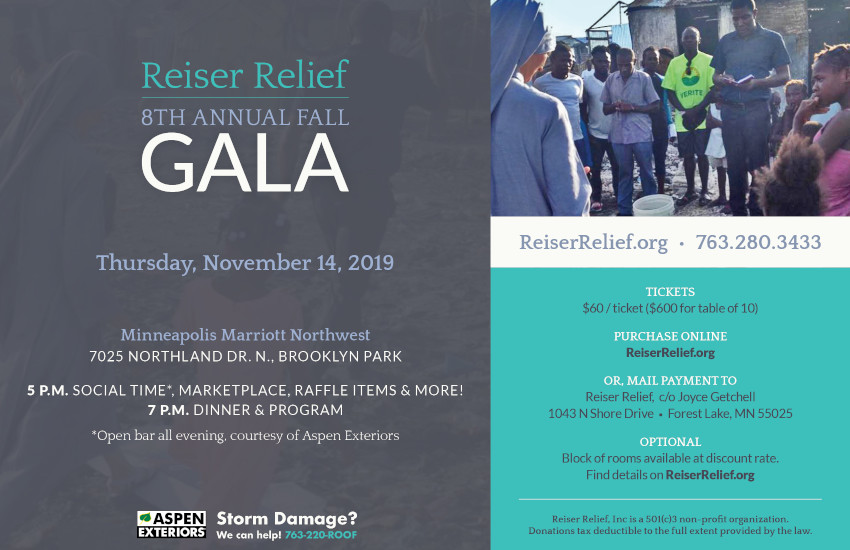 Reiser Relief
8TH ANNUAL FALL
GALA
Thursday, November 14, 2019
Minneapolis Marriott Northwest
7025 NORTHLAND DR. N., BROOKLYN PARK
5 P.M. SOCIAL TIME*, MARKETPLACE, RAFFLE ITEMS & MORE!
7 P.M. DINNER & PROGRAM
*Open bar all evening, courtesy of Aspen Exteriors
ASPEN
EXTERIORS
Storm Damage?
We can help! 763-220-ROOF
VERITE
ReiserRelief.org • 763.280.3433
TICKETS
$60 / ticket ($600 for table of 10)
PURCHASE ONLINE
ReiserRelief.org
OR, MAIL PAYMENT TO
Reiser Relief, c/o Joyce Getchell
1043 N Shore Drive • Forest Lake, MN 55025
OPTIONAL
Block of rooms available at discount rate.
Find details on ReiserRelief.org
Reiser Relief, Inc is a 501(c)3 non-profit organization.
Donations tax deductible to the full extent provided by the law.